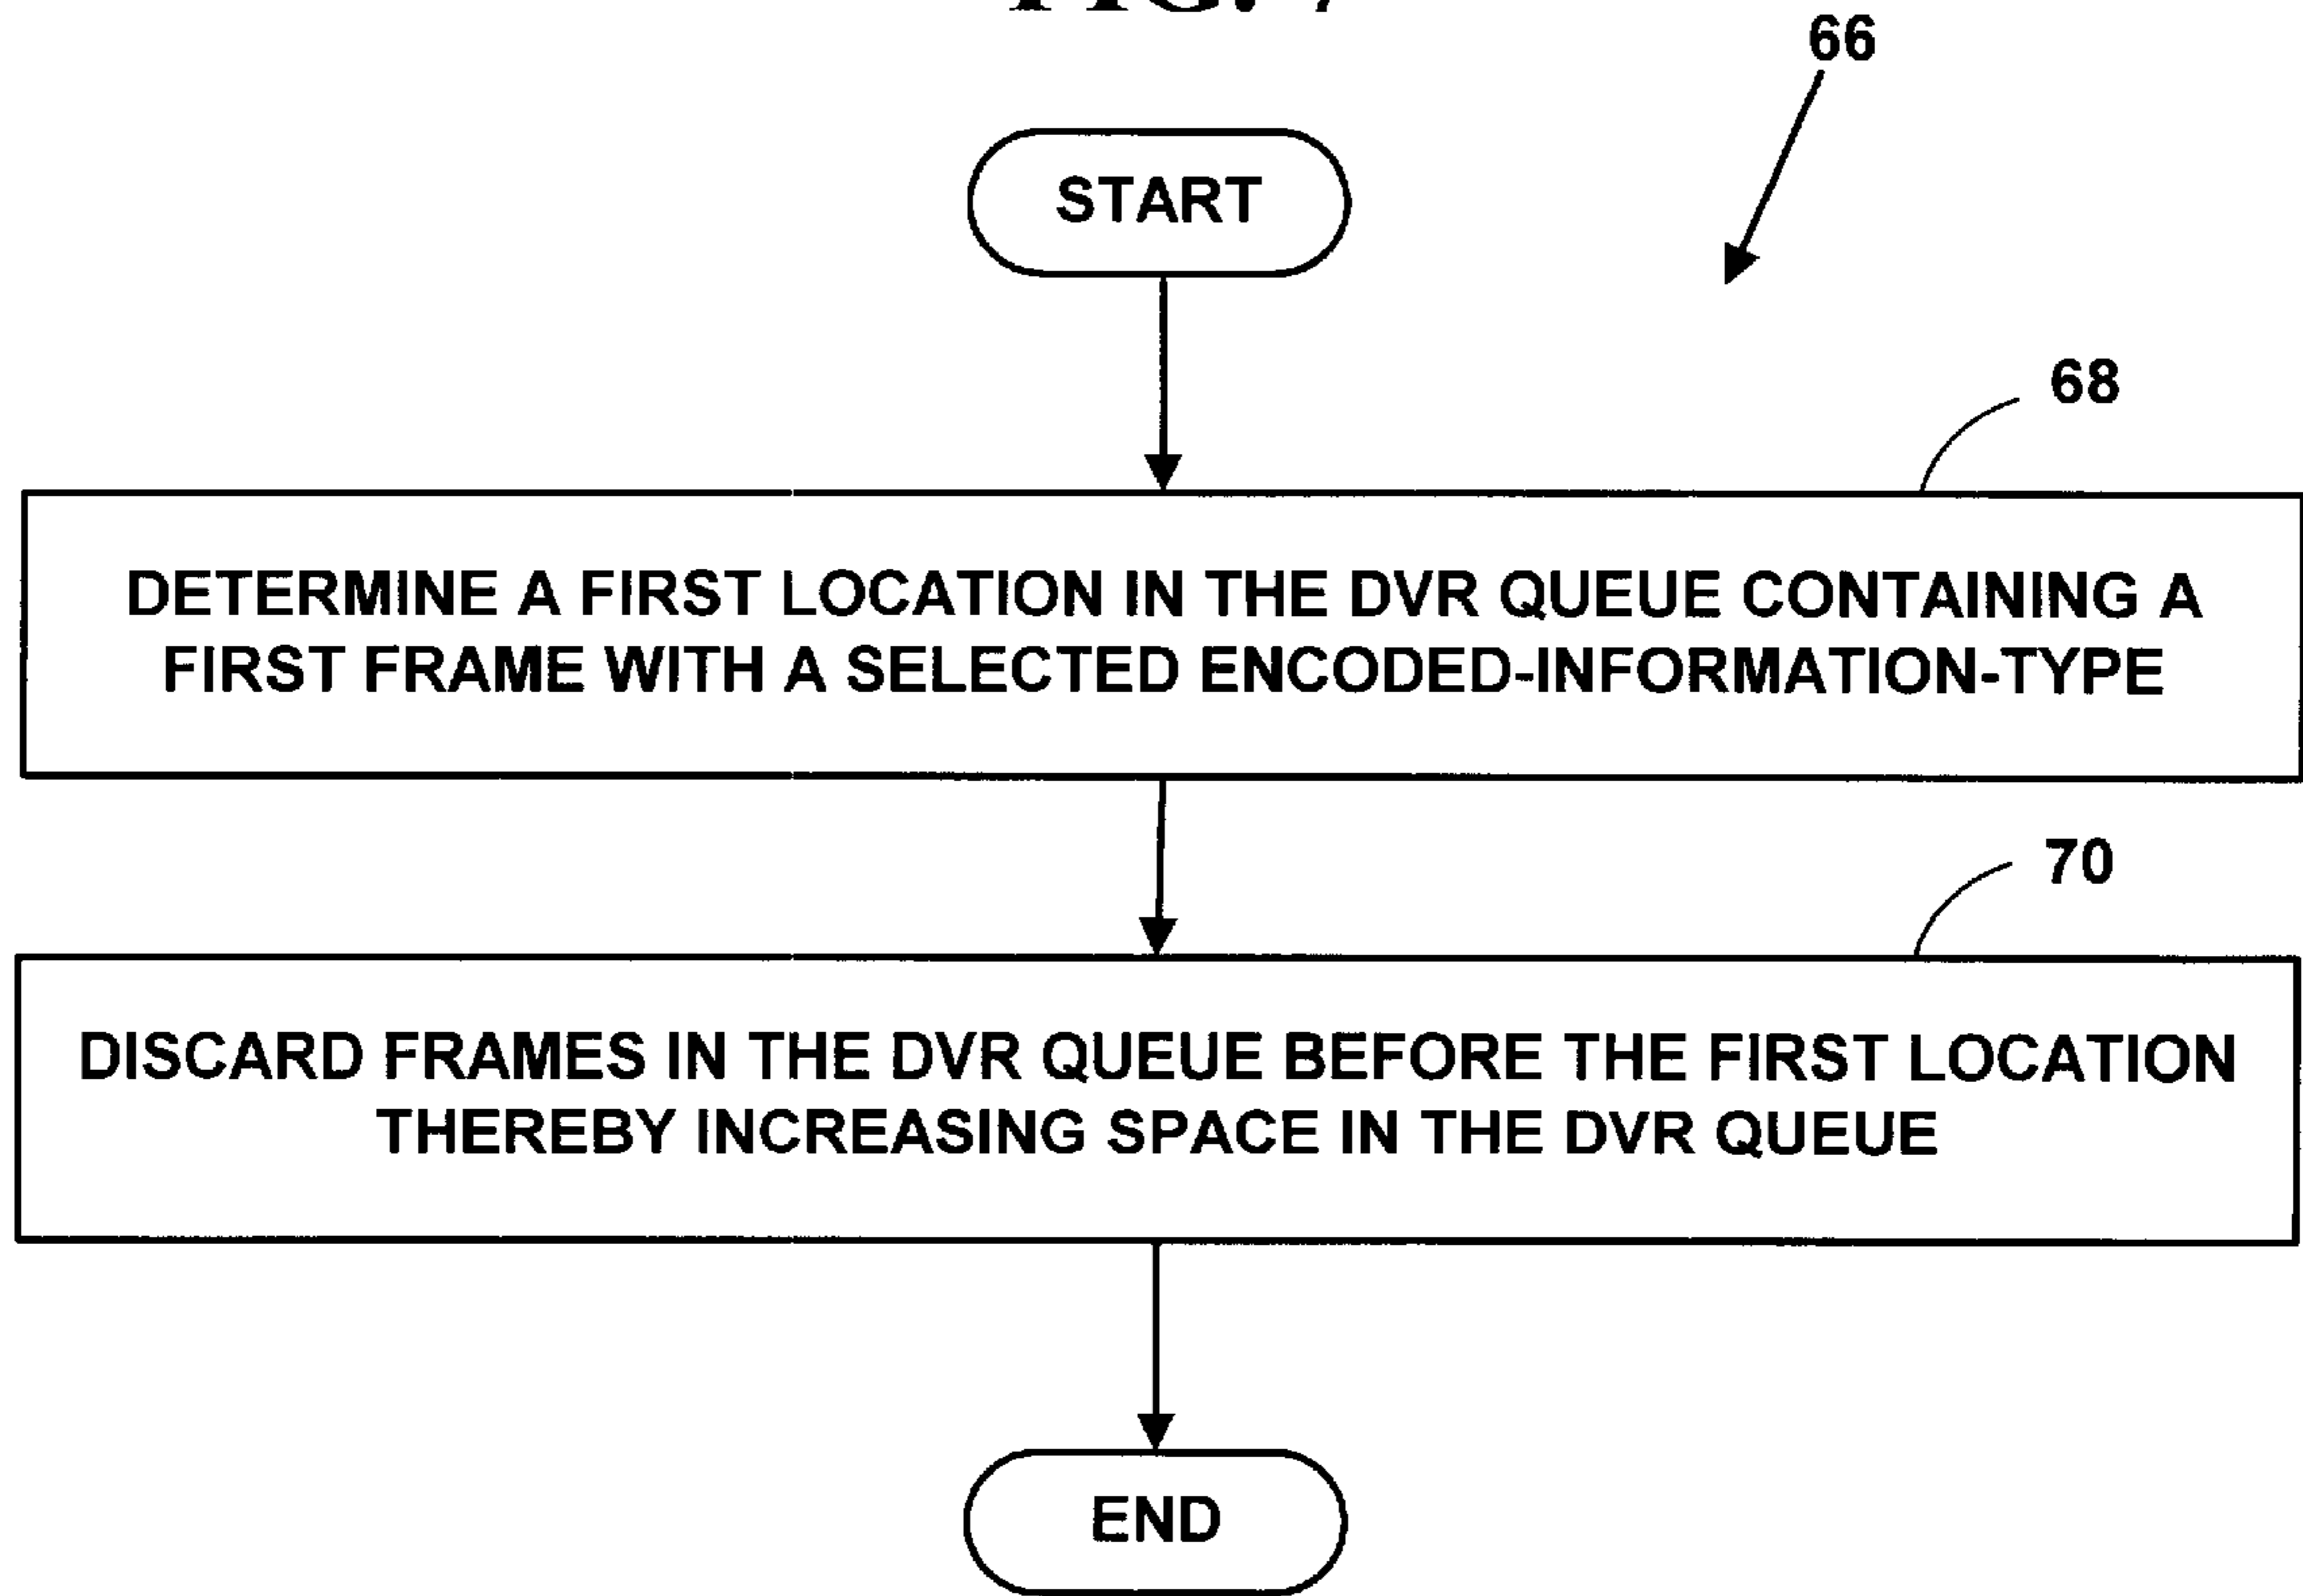 66
START
68
DETERMINE A FIRST LOCATION IN THE DVR QUEUE CONTAINING A
FIRST FRAME WITH A SELECTED ENCODED-INFORMATION-TYPE
70
DISCARD FRAMES IN THE DVR QUEUE BEFORE THE FIRST LOCATION
THEREBY INCREASING SPACE IN THE DVR QUEUE
END